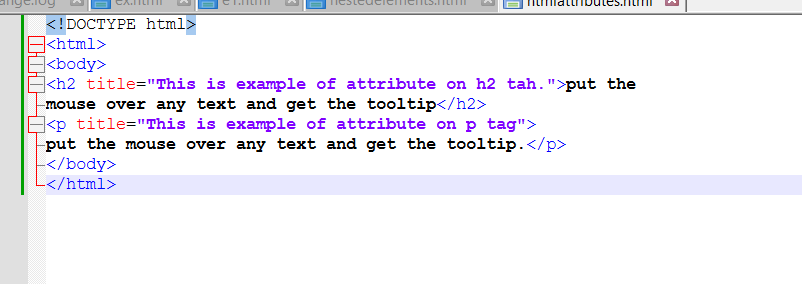 ex.html e1.html nestedelements.html htmlattributes.html
<!DOCTYPE html>
<html>
<body>
<h2 title="This is example of attribute on h2 tah.">put the
mouse over any text and get the tooltip</h2>
<p title="This is example of attribute on p tag">
put the mouse over any text and get the tooltip.</p>
</body>
</html>